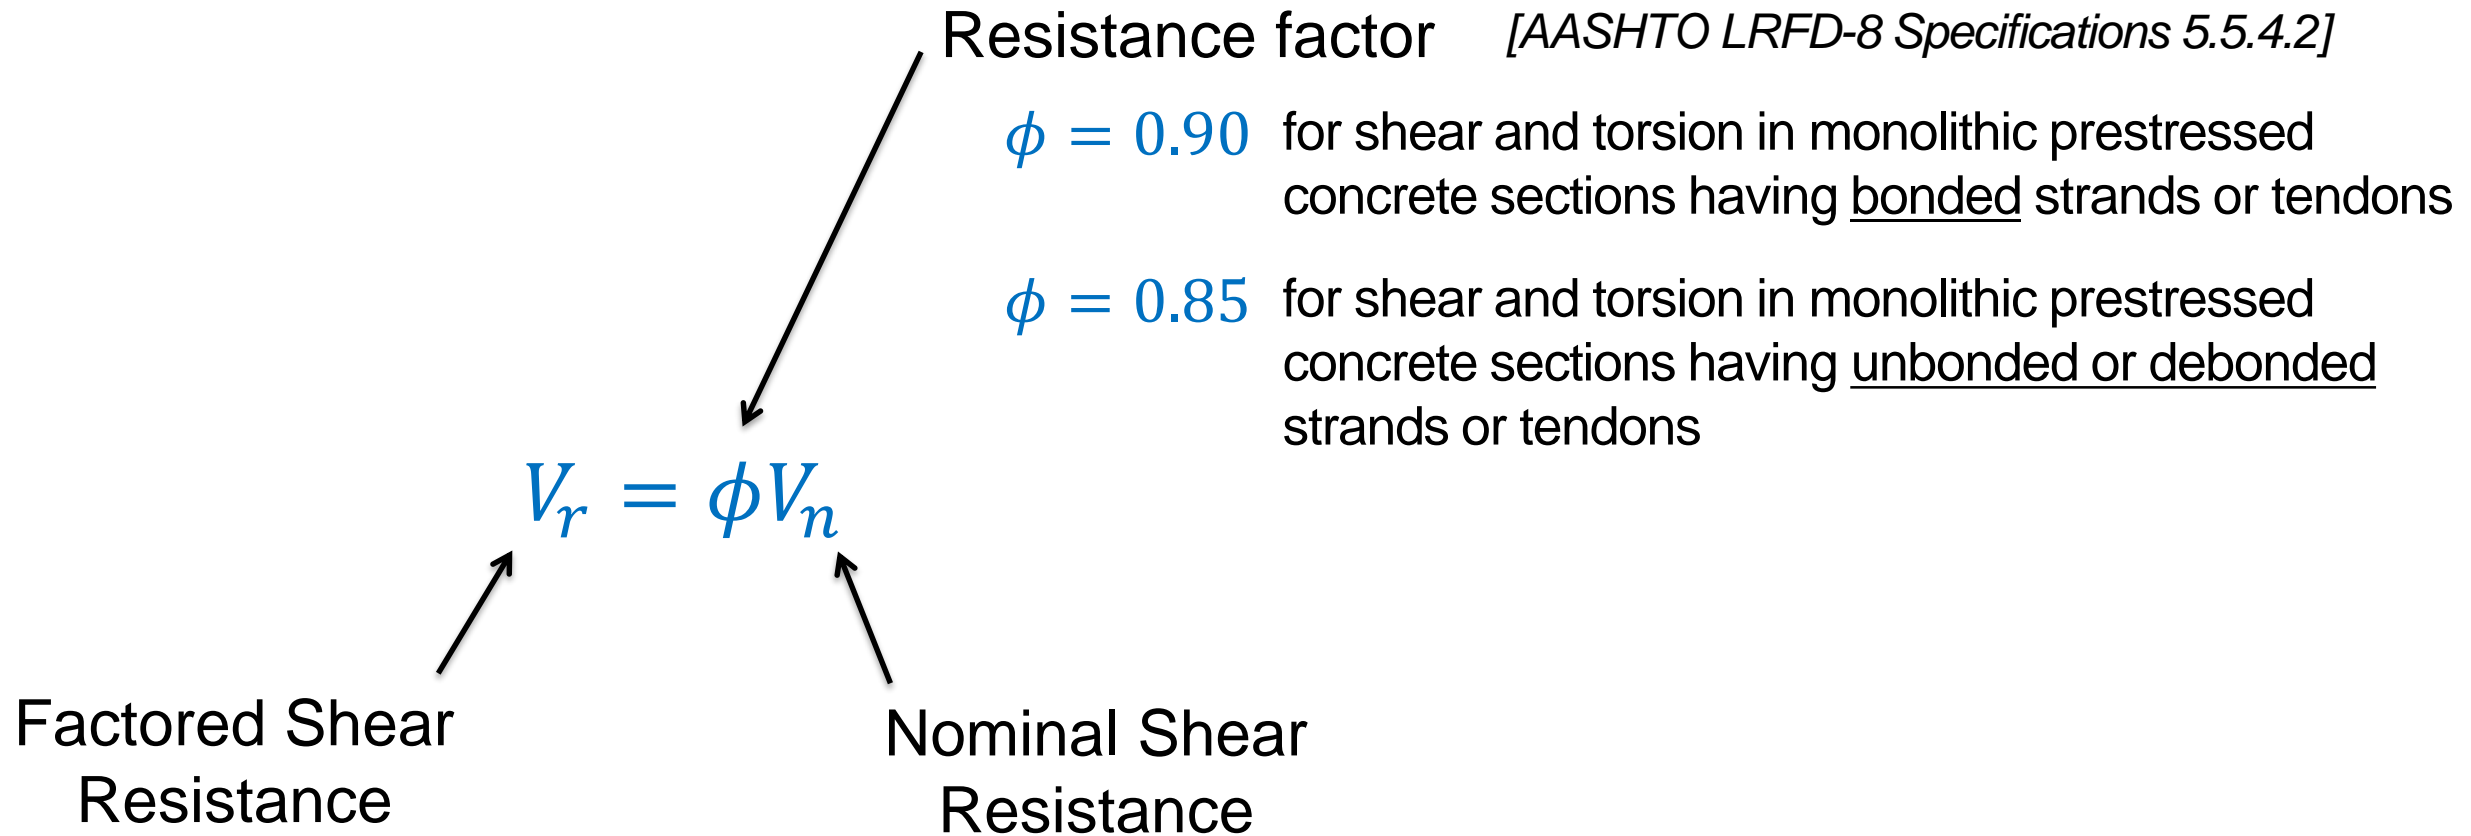 Resistance factor [AASHTO LRFD-8 Specifications 5.5.4.2]
ϕ = 0.90 for shear and torsion in monolithic prestressed
concrete sections having bonded strands or tendons
ϕ = 0.85 for shear and torsion in monolithic prestressed
concrete sections having unbonded or debonded
strands or tendons
V_r = ϕV_n
Factored Shear
Resistance
Nominal Shear
Resistance